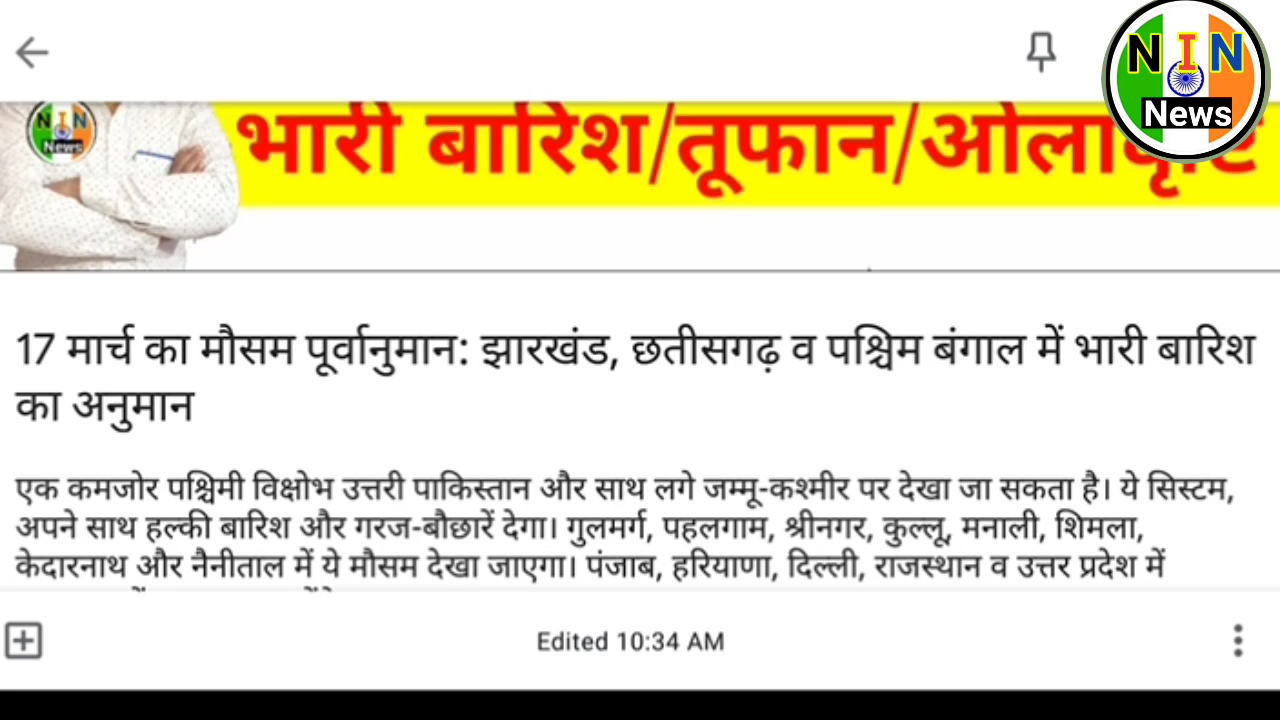 N I N
News
N I N
News
भारी बारिश/तूफान/ओलावृष्टि
17 मार्च का मौसम पूर्वानुमान: झारखंड, छतीसगढ़ व पश्चिम बंगाल में भारी बारिश
का अनुमान
एक कमजोर पश्चिमी विक्षोभ उत्तरी पाकिस्तान और साथ लगे जम्मू-कश्मीर पर देखा जा सकता है। ये सिस्टम,
अपने साथ हल्की बारिश और गरज-बौछारें देगा। गुलमर्ग, पहलगाम, श्रीनगर, कुल्लू, मनाली, शिमला,
केदारनाथ और नैनीताल में ये मौसम देखा जाएगा। पंजाब, हरियाणा, दिल्ली, राजस्थान व उत्तर प्रदेश में
Edited 10:34 AM